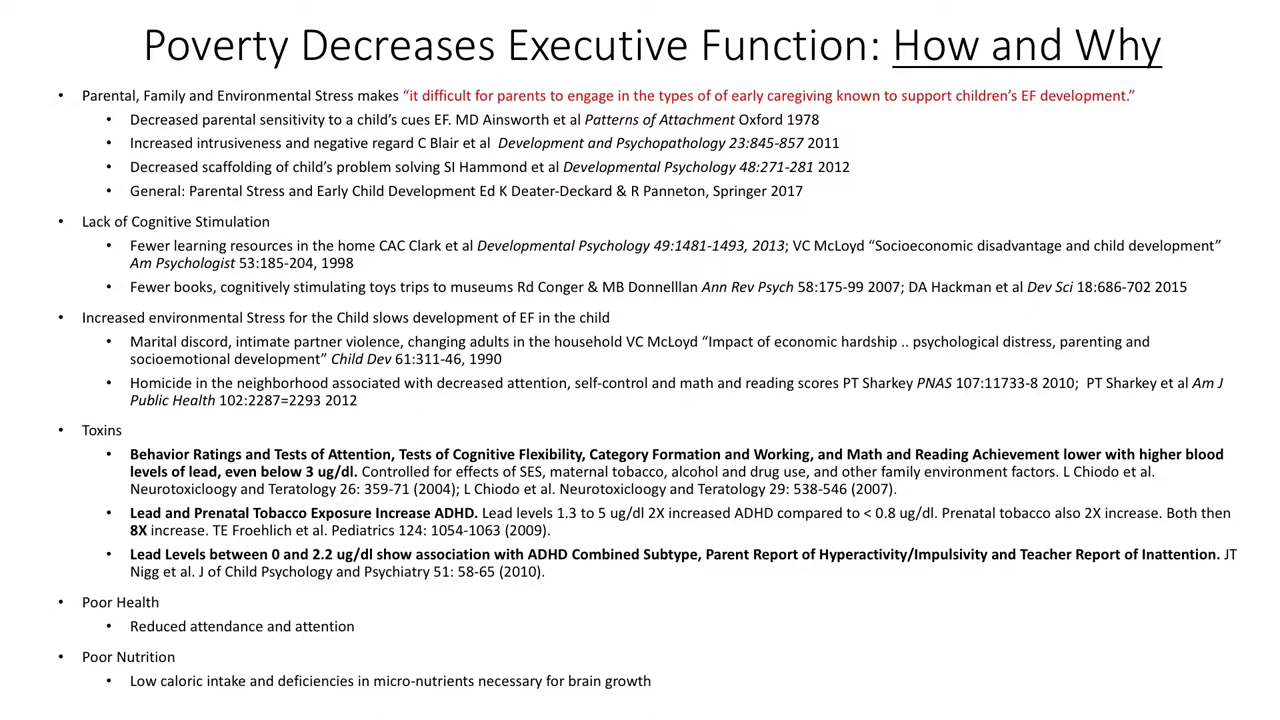 Poverty Decreases Executive Function: How and Why
• Parental, Family and Environmental Stress makes “it difficult for parents to engage in the types of of early caregiving known to support children’s EF development.”
• Decreased parental sensitivity to a child’s cues EF. MD Ainsworth et al Patterns of Attachment Oxford 1978
• Increased intrusiveness and negative regard C Blair et al Development and Psychopathology 23:845-857 2011
• Decreased scaffolding of child’s problem solving SI Hammond et al Developmental Psychology 48:271-281 2012
• General: Parental Stress and Early Child Development Ed K Deater-Deckard & R Panneton, Springer 2017
• Lack of Cognitive Stimulation
• Fewer learning resources in the home CAC Clark et al Developmental Psychology 49:1481-1493, 2013; VC McLoyd “Socioeconomic disadvantage and child development”
Am Psychologist 53:185-204, 1998
• Fewer books, cognitively stimulating toys trips to museums Rd Conger & MB Donnelllan Ann Rev Psych 58:175-99 2007; DA Hackman et al Dev Sci 18:686-702 2015
• Increased environmental Stress for the Child slows development of EF in the child
• Marital discord, intimate partner violence, changing adults in the household VC McLoyd “Impact of economic hardship .. psychological distress, parenting and
socioemotional development” Child Dev 61:311-46, 1990
• Homicide in the neighborhood associated with decreased attention, self-control and math and reading scores PT Sharkey PNAS 107:11733-8 2010; PT Sharkey et al Am J
Public Health 102:2287=2293 2012
• Toxins
• Behavior Ratings and Tests of Attention, Tests of Cognitive Flexibility, Category Formation and Working, and Math and Reading Achievement lower with higher blood
levels of lead, even below 3 ug/dl. Controlled for effects of SES, maternal tobacco, alcohol and drug use, and other family environment factors. L Chiodo et al.
Neurotoxicloogy and Teratology 26: 359-71 (2004); L Chiodo et al. Neurotoxicloogy and Teratology 29: 538-546 (2007).
• Lead and Prenatal Tobacco Exposure Increase ADHD. Lead levels 1.3 to 5 ug/dl 2X increased ADHD compared to < 0.8 ug/dl. Prenatal tobacco also 2X increase. Both then
8X increase. TE Froehlich et al. Pediatrics 124: 1054-1063 (2009).
• Lead Levels between 0 and 2.2 ug/dl show association with ADHD Combined Subtype, Parent Report of Hyperactivity/Impulsivity and Teacher Report of Inattention. JT
Nigg et al. J of Child Psychology and Psychiatry 51: 58-65 (2010).
• Poor Health
• Reduced attendance and attention
• Poor Nutrition
• Low caloric intake and deficiencies in micro-nutrients necessary for brain growth